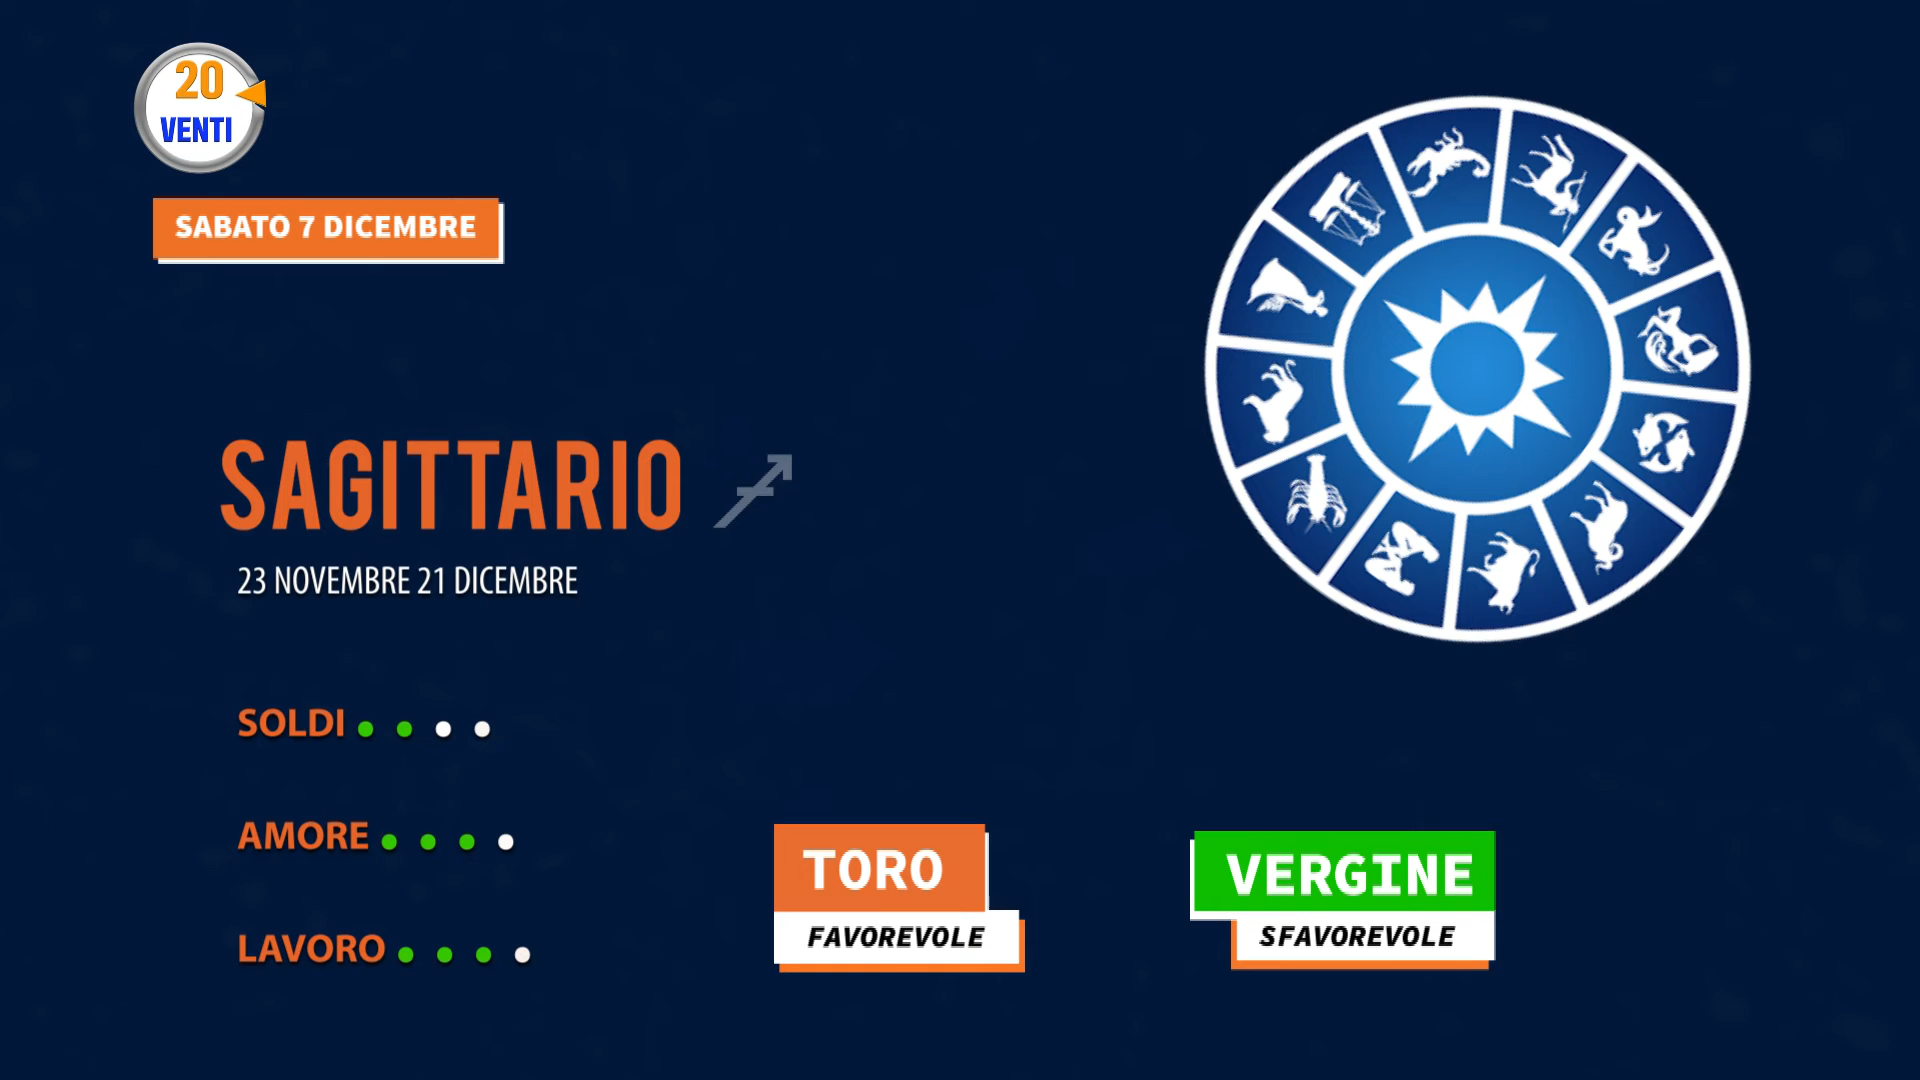 20
VENTI
SABATO 7 DICEMBRE
SAGITTARIO
23 NOVEMBRE 21 DICEMBRE
SOLDI
AMORE
LAVORO
TORO
FAVOREVOLE
VERGINE
SFAVOREVOLE